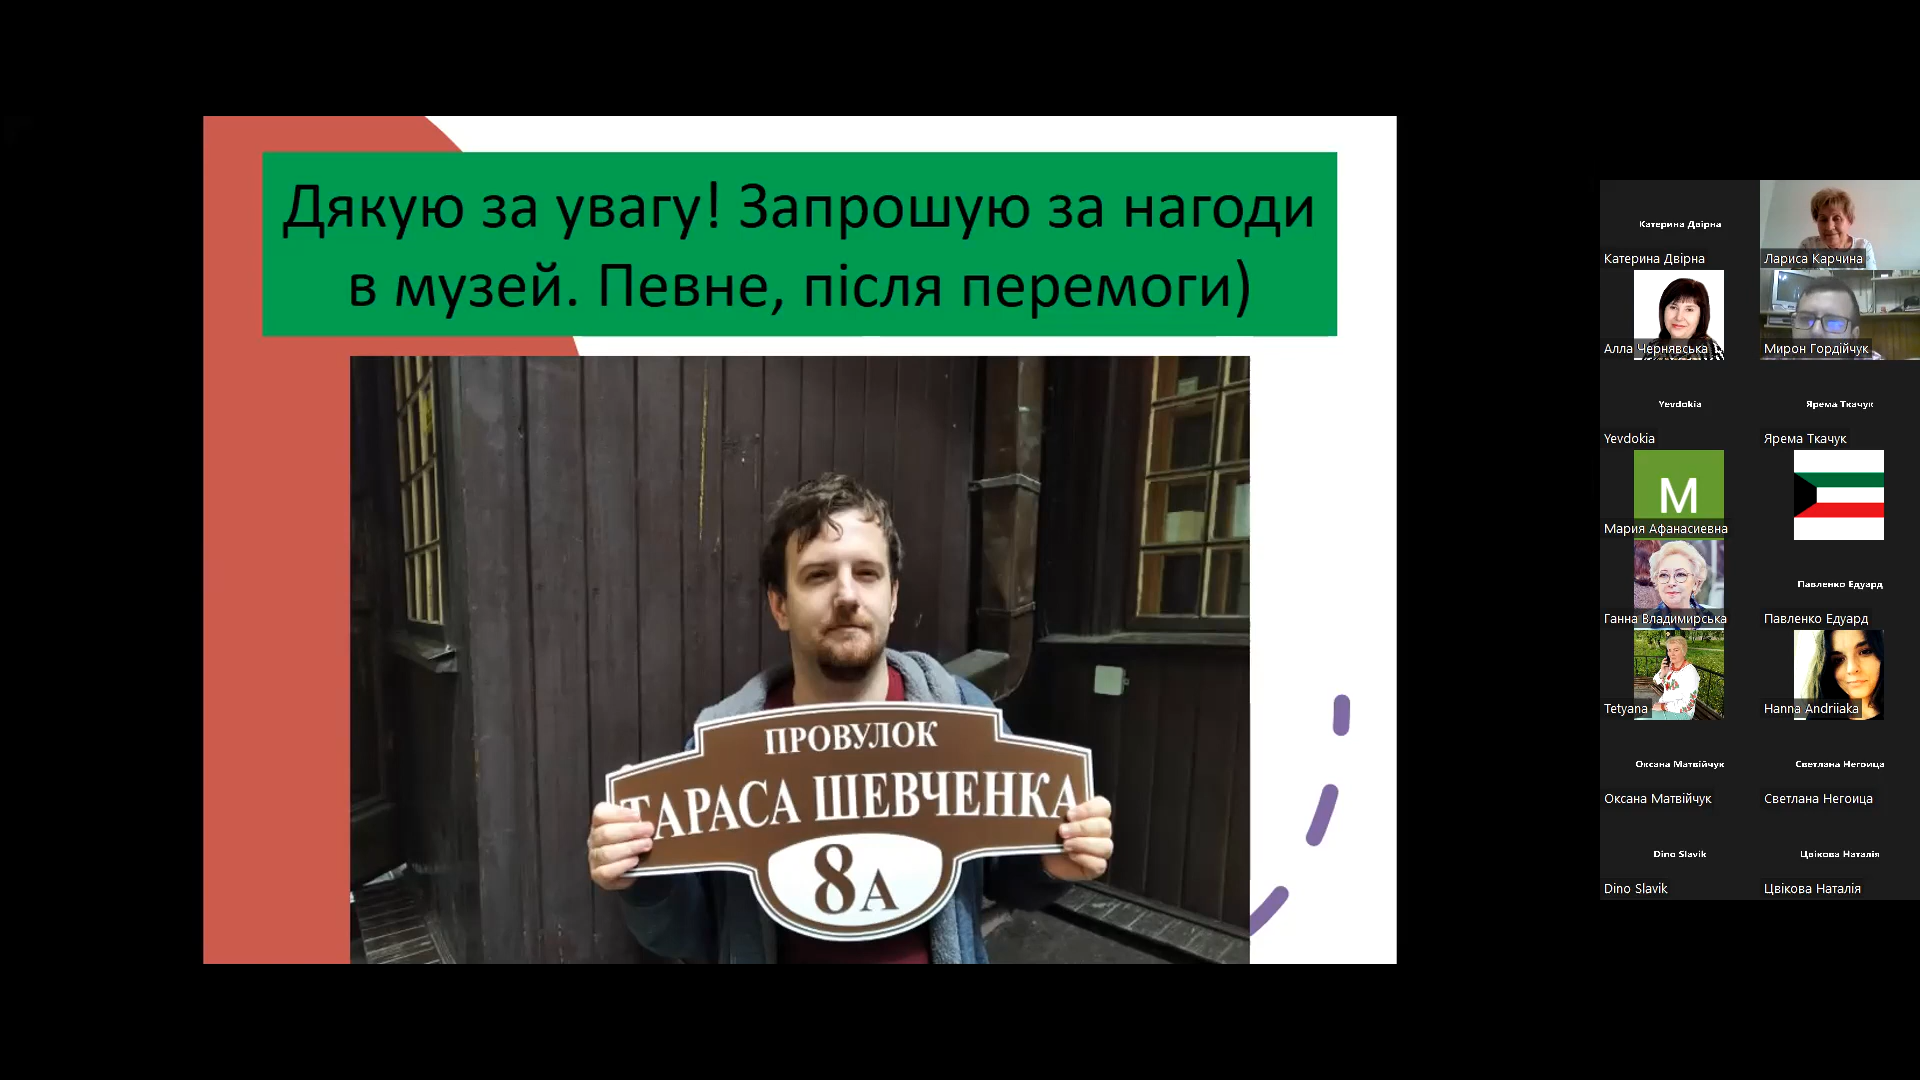 Дякую за увагу! Запрошую за нагоди
в музей. Певне, після перемоги)
ПРОВУЛОК
ТАРАСА ШЕВЧЕНКА
8А
Катерина Двірна
Катерина Двірна
Лариса Карчина
Алла Чернявська
Мирон Гордійчук
Yevdokia
Yevdokia
Ярема Ткачук
Ярема Ткачук
М
Мария Афанасиевна
Ганна Владимирська
Павленко Едуард
Павленко Едуард
Tetyana
Hanna Andriiaka
Оксана Матвійчук
Оксана Матвійчук
Светлана Негоица
Светлана Негоица
Dino Slavik
Dino Slavik
Цвікова Наталія
Цвікова Наталія